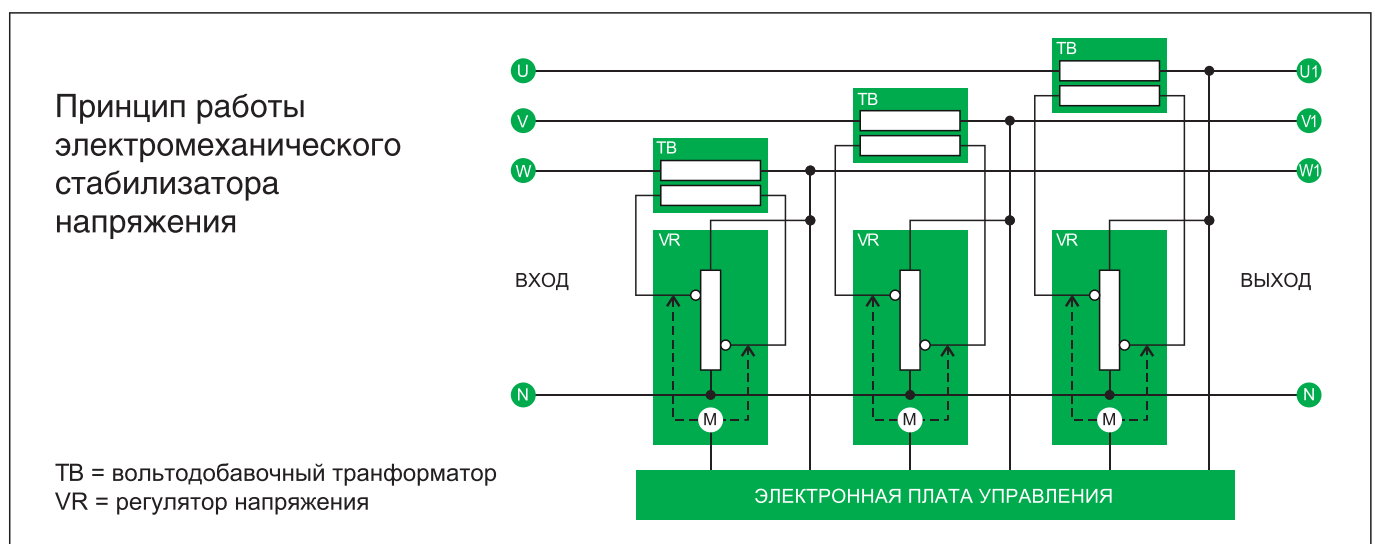 Принцип работы
электромеханического
стабилизатора
напряжения
TB
U
U1
TB
V
V1
TB
W
W1
VR
VR
VR
ВХОД
ВЫХОД
N
N
M
M
M
TB = вольтодобавочный транформатор
VR = регулятор напряжения
ЭЛЕКТРОННАЯ ПЛАТА УПРАВЛЕНИЯ